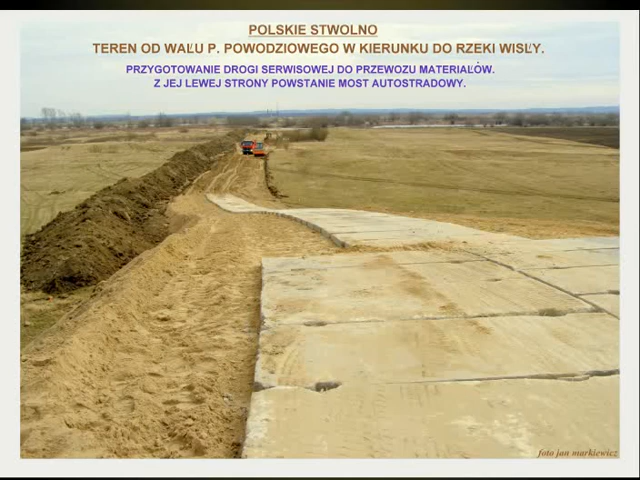 POLSKIE STWOLNO
TEREN OD WAŁU P. POWODZIOWEGO W KIERUNKU DO RZEKI WISŁY.
PRZYGOTOWANIE DROGI SERWISOWEJ DO PRZEWOZU MATERIAŁÓW.
Z JEJ LEWEJ STRONY POWSTANIE MOST AUTOSTRADOWY.
foto jan markiewicz